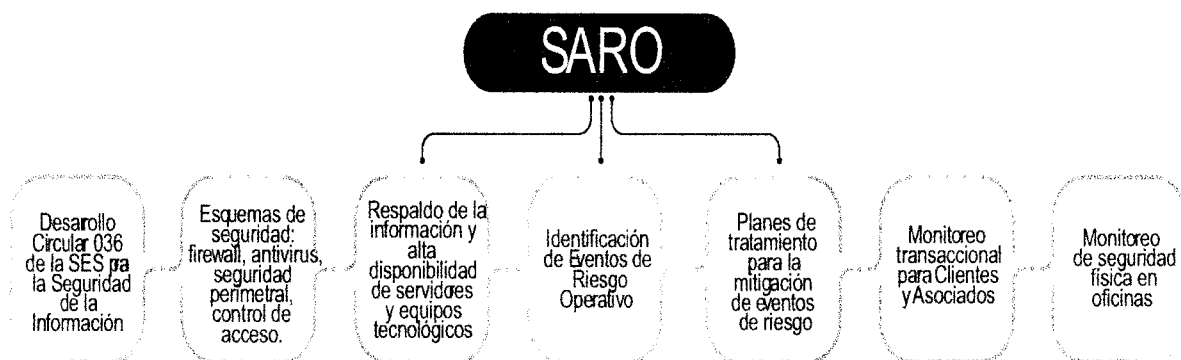 SARO
Desarollo
Circular 036
de la SES pra
la Seguridad
de la
Información
Esquemas de
seguridad:
firewall, antivirus,
seguridad
perimetral,
control de
acceso.
Respaldo de la
información y
alta
disponibilidad
de servidores
y equipos
tecnológicos
Identificación
de Eventos de
Riesgo
Operativo
Planes de
tratamiento
para la
mitigación
de eventos
de riesgo
Monitoreo
transaccional
para Clientes
y Asociados
Monitoreo
de seguridad
física en
oficinas